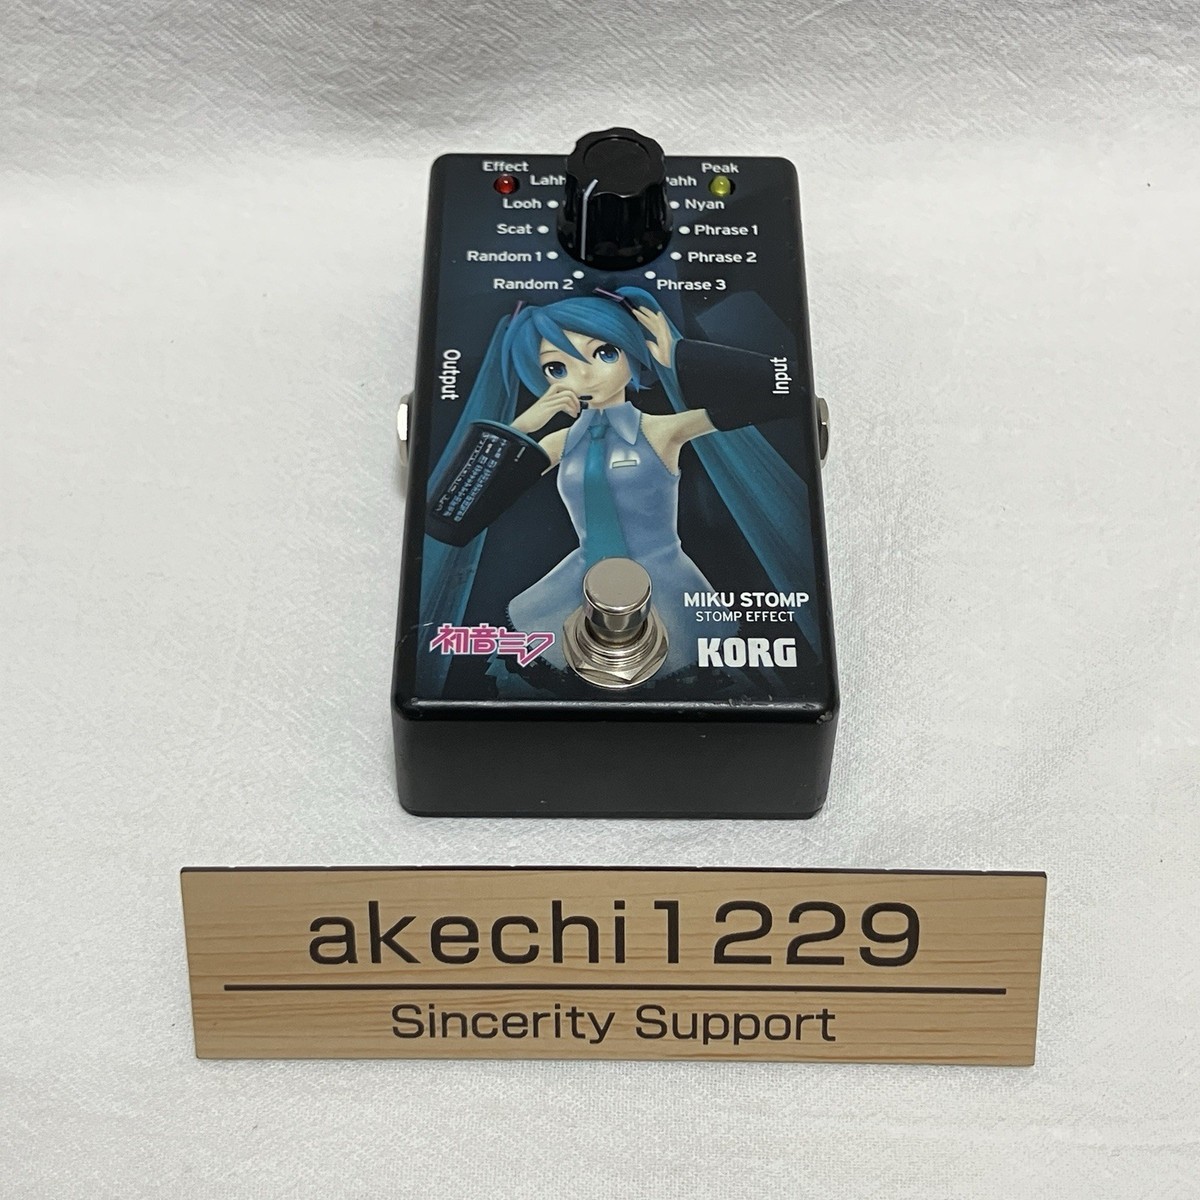 Effect
Peak
Lahh
Looh
Nyan
Scat
Phrase 1
Random 1
Phrase 2
Random 2
Phrase 3
Output
Input
MIKU STOMP
STOMP EFFECT
初音ミク
KORG
akechi1229
Sincerity Support